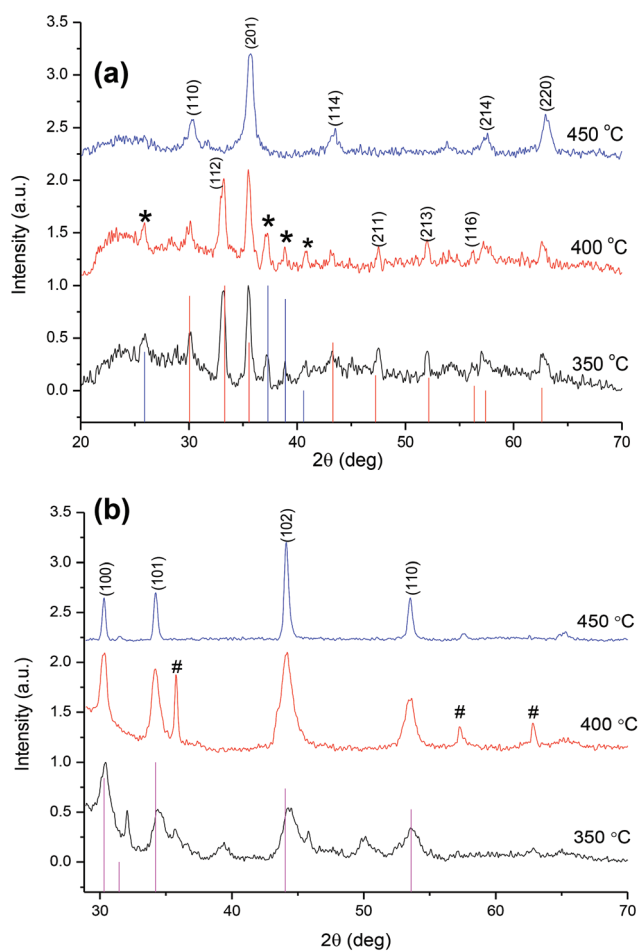 (a)
(110)
(201)
(114)
(214)
(220)
450 °C
(112)
*
*
*
*
(211)
(213)
(116)
400 °C
350 °C
3.5
3.0
2.5
2.0
1.5
1.0
0.5
0.0
Intensity (a.u.)
20 30 40 50 60 70
2θ (deg)
(b)
(100)
(101)
(102)
(110)
450 °C
#
#
#
400 °C
350 °C
3.5
3.0
2.5
2.0
1.5
1.0
0.5
0.0
Intensity (a.u.)
30 40 50 60 70
2θ (deg)